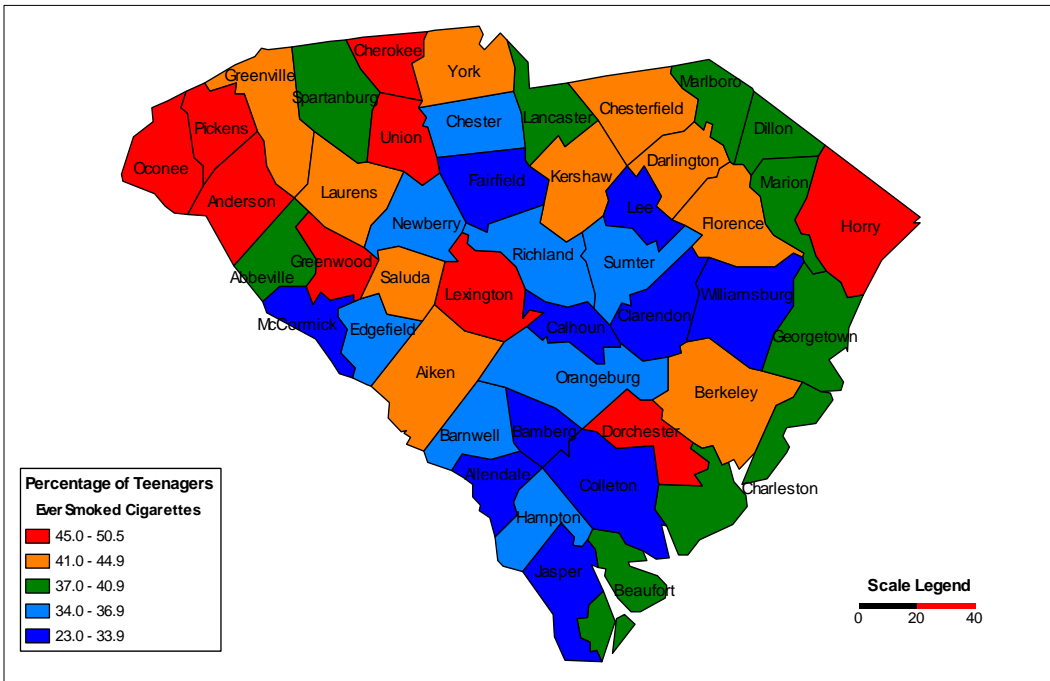 Cherokee
York
Greenville
Spartanburg
Marlboro
Chesterfield
Lancaster
Chester
Pickens
Union
Dillon
Oconee
Darlington
Kershaw
Fairfield
Marion
Laurens
Anderson
Lee
Newberry
Florence
Horry
Richland
Greenwood
Sumter
Abbeville
Saluda
Lexington
Williamsburg
Clarendon
McCormick
Edgefield
Calhoun
Georgetown
Aiken
Orangeburg
Berkeley
Barnwell
Bamberg
Dorchester
Allendale
Colleton
Charleston
Hampton
Jasper
Beaufort
Percentage of Teenagers
Ever Smoked Cigarettes
45.0 - 50.5
41.0 - 44.9
37.0 - 40.9
34.0 - 36.9
23.0 - 33.9
Scale Legend
0 20 40